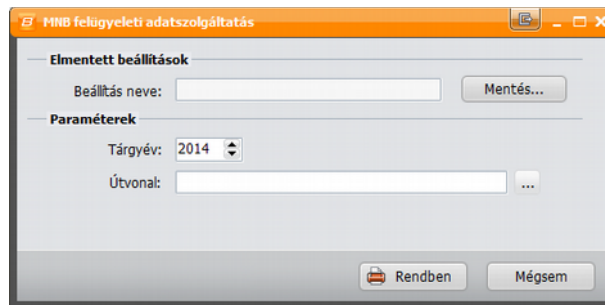 MNB felügyeleti adatszolgáltatás
Elmentett beállítások
Beállítás neve:
Mentés...
Paraméterek
Tárgyév: 2014
Útvonal: ...
Rendben
Mégsem